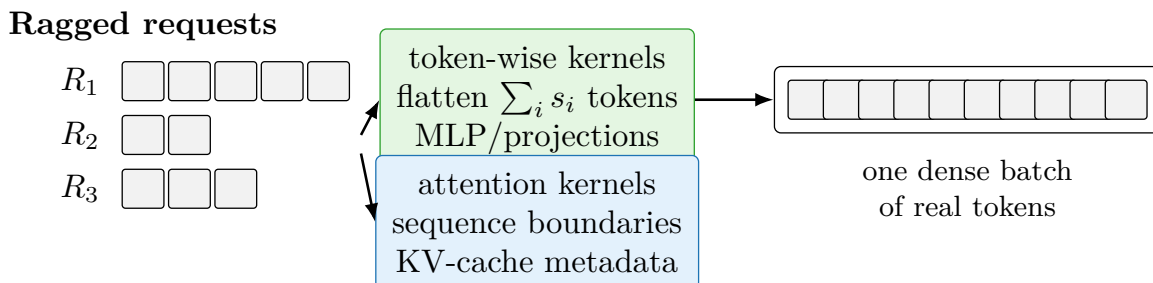 Ragged requests
R₁
R₂
R₃
token-wise kernels
flatten ∑ᵢ sᵢ tokens
MLP/projections
attention kernels
sequence boundaries
KV-cache metadata
one dense batch
of real tokens